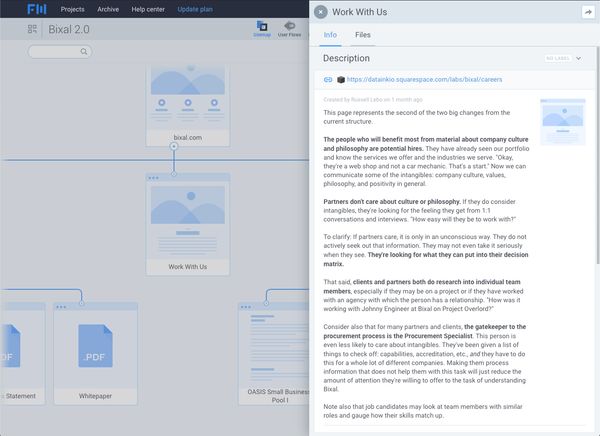 FM
Projects
Archive
Help center
Update plan
Bixal 2.0
Sitemap
User Flows
bixal.com
Work With Us
.PDF
Statement
Whitepaper
OASIS Small Business
Pool I
Work With Us
Info
Files
Description
NO LABEL
https://datainkio.squarespace.com/labs/bixal/careers
Created by Russell Lebo on 1 month ago
This page represents the second of the two big changes from the
current structure.
The people who will benefit most from material about company culture
and philosophy are potential hires. They have already seen our portfolio
and know the services we offer and the industries we serve. "Okay,
they're a web shop and not a car mechanic. That's a start." Now we can
communicate some of the intangibles: company culture, values,
philosophy, and positivity in general.
Partners don't care about culture or philosophy. If they do consider
intangibles, they're looking for the feeling they get from 1:1
conversations and interviews. "How easy will they be to work with?"
To clarify: If partners care, it is only in an unconscious way. They do not
actively seek out that information. They may not even take it seriously
when they see. They're looking for what they can put into their decision
matrix.
That said, clients and partners both do research into individual team
members, especially if they may be on a project or if they have worked
with an agency with which the person has a relationship. "How was it
working with Johnny Engineer at Bixal on Project Overlord?"
Consider also that for many partners and clients, the gatekeeper to the
procurement process is the Procurement Specialist. This person is
even less likely to care about intangibles. They've been given a list of
things to check off: capabilities, accreditation, etc., and they have to do
this for a whole lot of different companies. Making them process
information that does not help them with this task will just reduce the
amount of attention they're willing to offer to the task of understanding
Bixal.
Note also that job candidates may look at team members with similar
roles and gauge how their skills match up.